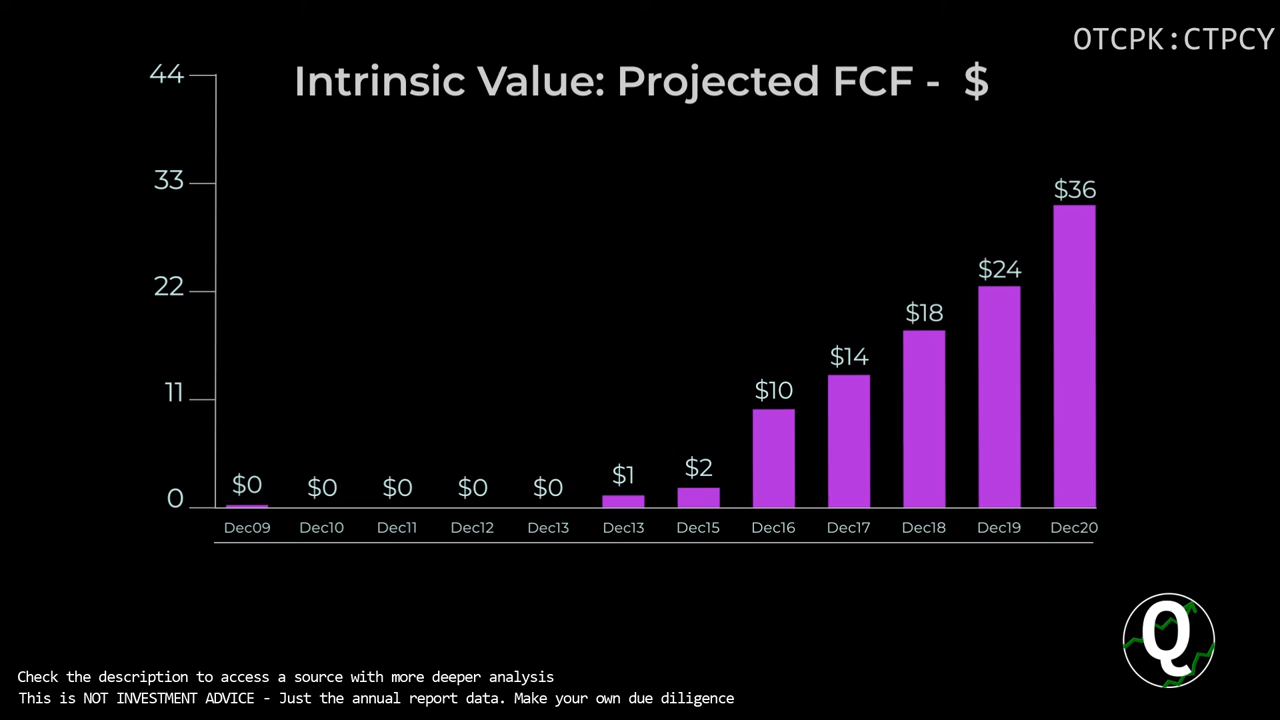 OTCPK:CTPCY
Intrinsic Value: Projected FCF - $
44
33
22
11
0
$0
$0
$0
$0
$0
$1
$2
$10
$14
$18
$24
$36
Dec09 Dec10 Dec11 Dec12 Dec13 Dec13 Dec15 Dec16 Dec17 Dec18 Dec19 Dec20
Q
Check the description to access a source with more deeper analysis
This is NOT INVESTMENT ADVICE - Just the annual report data. Make your own due diligence